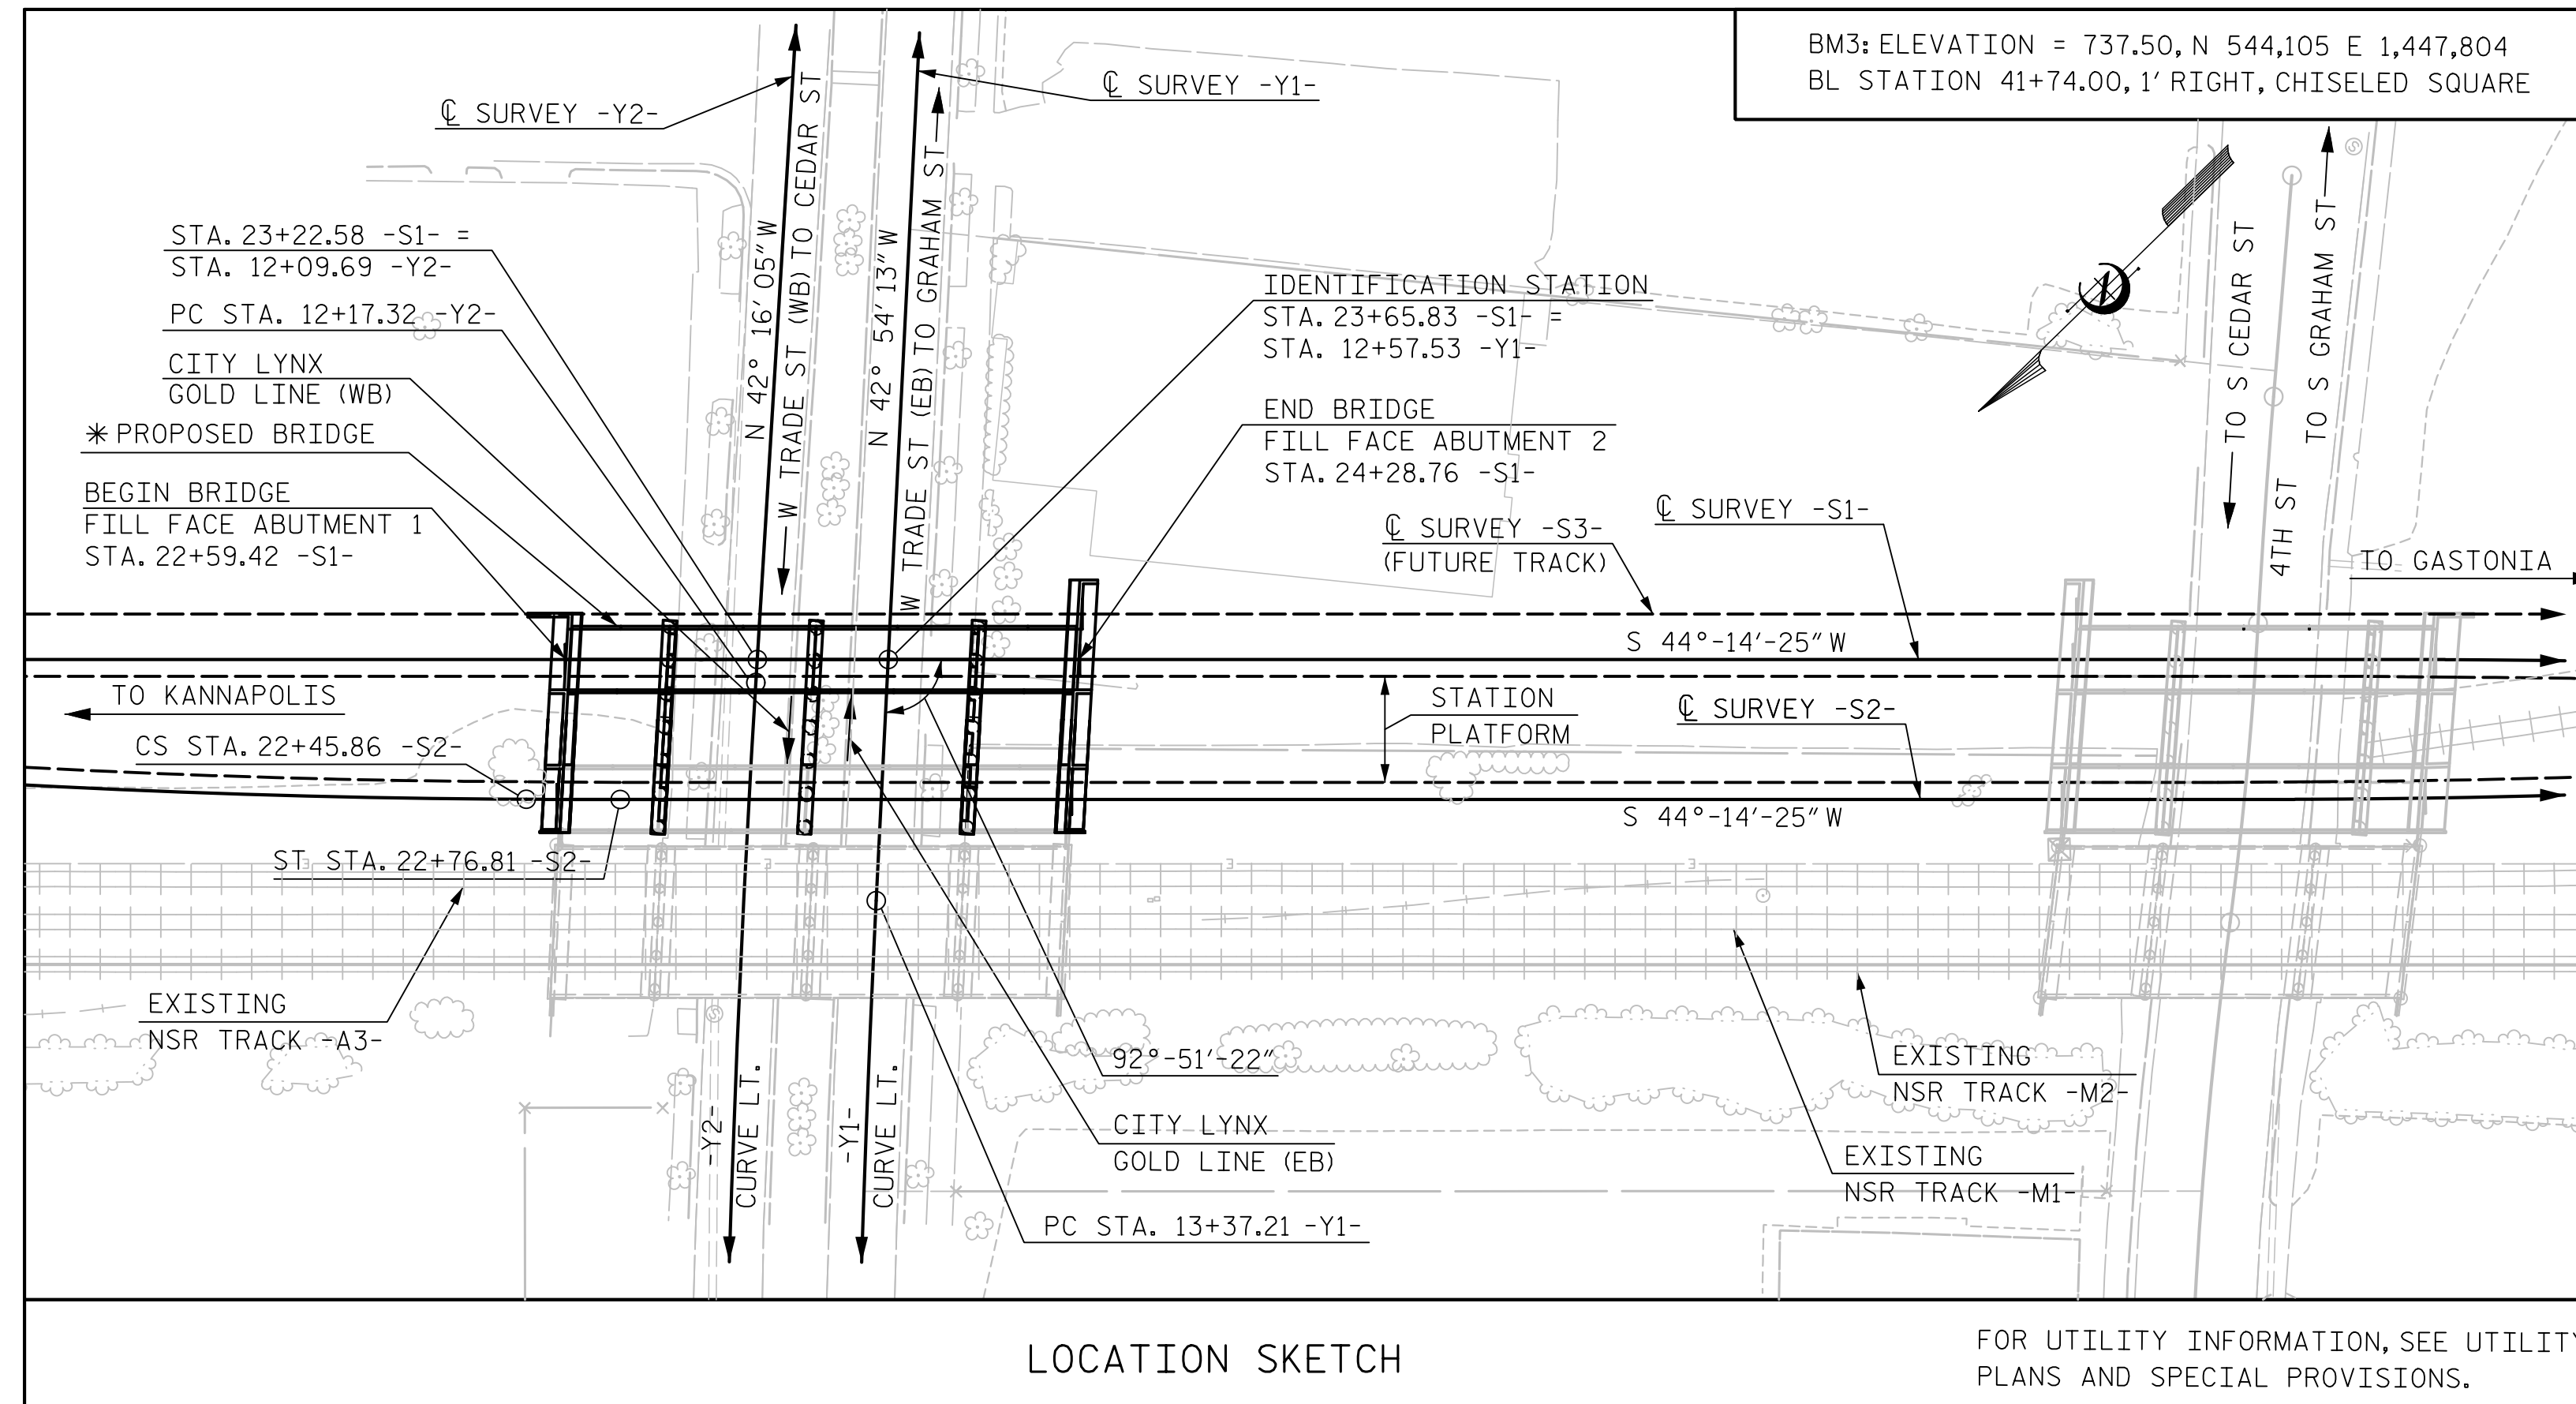 BM3: ELEVATION = 737.50, N 544,105 E 1,447,804
BL STATION 41+74.00, 1' RIGHT, CHISELED SQUARE
℄ SURVEY -Y2-
℄ SURVEY -Y1-
STA. 23+22.58 -S1- =
STA. 12+09.69 -Y2-
PC STA. 12+17.32 -Y2-
CITY LYNX
GOLD LINE (WB)
* PROPOSED BRIDGE
BEGIN BRIDGE
FILL FACE ABUTMENT 1
STA. 22+59.42 -S1-
N 42° 16' 05" W
W TRADE ST (WB) TO CEDAR ST
N 42° 54' 13" W
W TRADE ST (EB) TO GRAHAM ST
IDENTIFICATION STATION
STA. 23+65.83 -S1- =
STA. 12+57.53 -Y1-
END BRIDGE
FILL FACE ABUTMENT 2
STA. 24+28.76 -S1-
℄ SURVEY -S3-
(FUTURE TRACK)
℄ SURVEY -S1-
TO S CEDAR ST
4TH ST
TO S GRAHAM ST
TO GASTONIA
S 44°-14'-25" W
TO KANNAPOLIS
STATION
PLATFORM
℄ SURVEY -S2-
CS STA. 22+45.86 -S2-
S 44°-14'-25" W
ST STA. 22+76.81 -S2-
EXISTING
NSR TRACK -A3-
-Y2-
CURVE LT.
-Y1-
CURVE LT.
92°-51'-22"
CITY LYNX
GOLD LINE (EB)
PC STA. 13+37.21 -Y1-
EXISTING
NSR TRACK -M2-
EXISTING
NSR TRACK -M1-
LOCATION SKETCH
FOR UTILITY INFORMATION, SEE UTILITY
PLANS AND SPECIAL PROVISIONS.